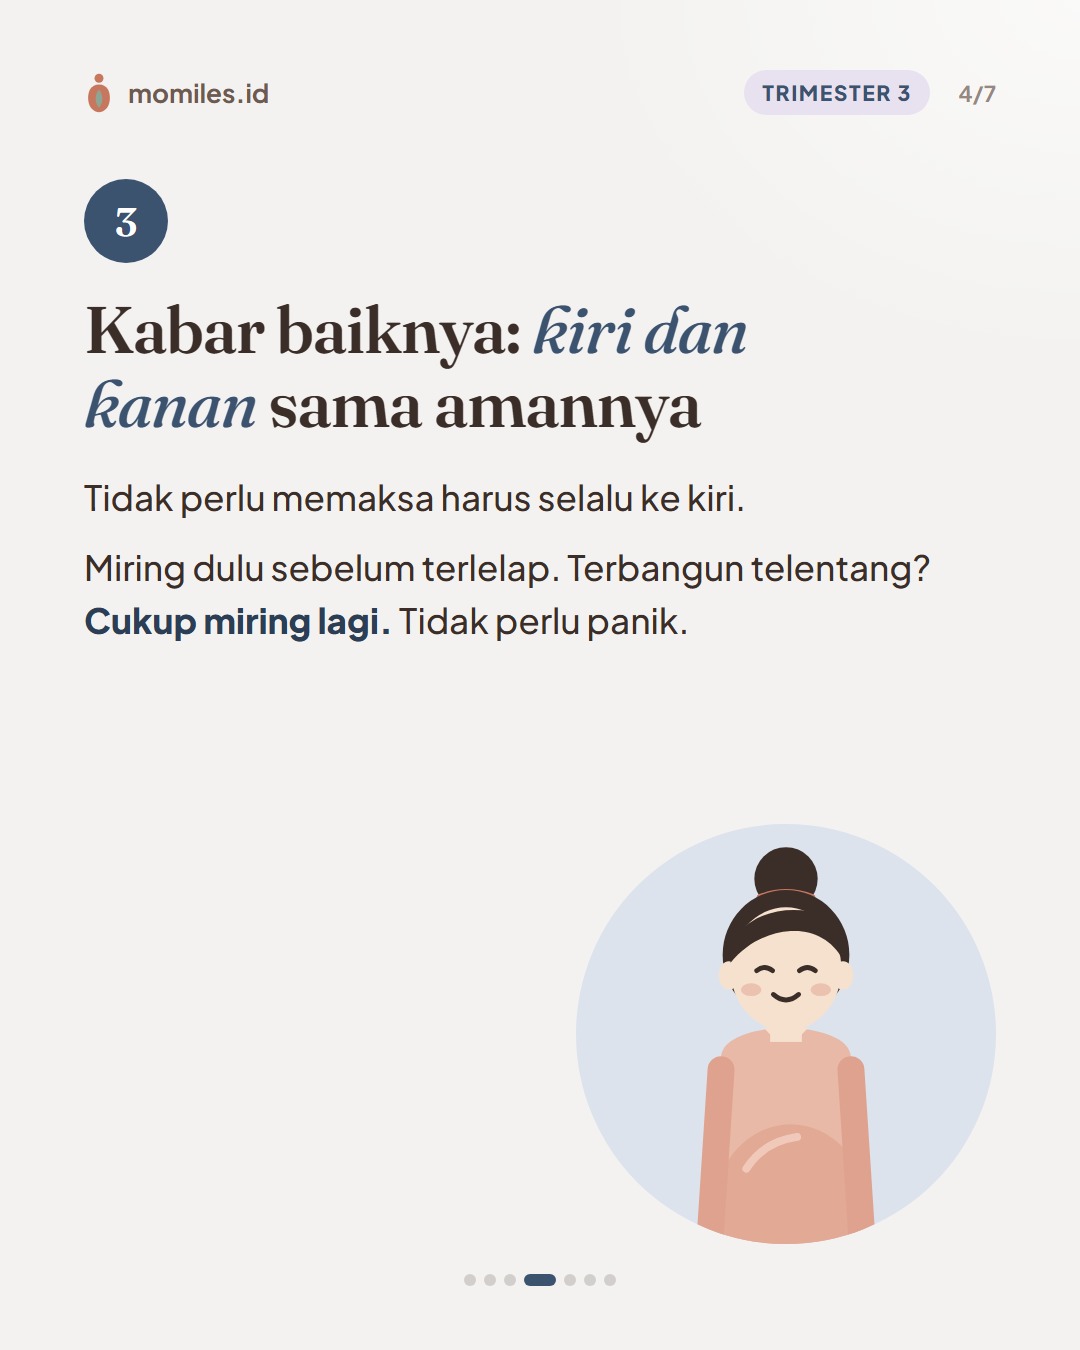 momiles.id
TRIMESTER 3
4/7
3
Kabar baiknya: kiri dan
kanan sama amannya
Tidak perlu memaksa harus selalu ke kiri.
Miring dulu sebelum terlelap. Terbangun telentang?
Cukup miring lagi. Tidak perlu panik.